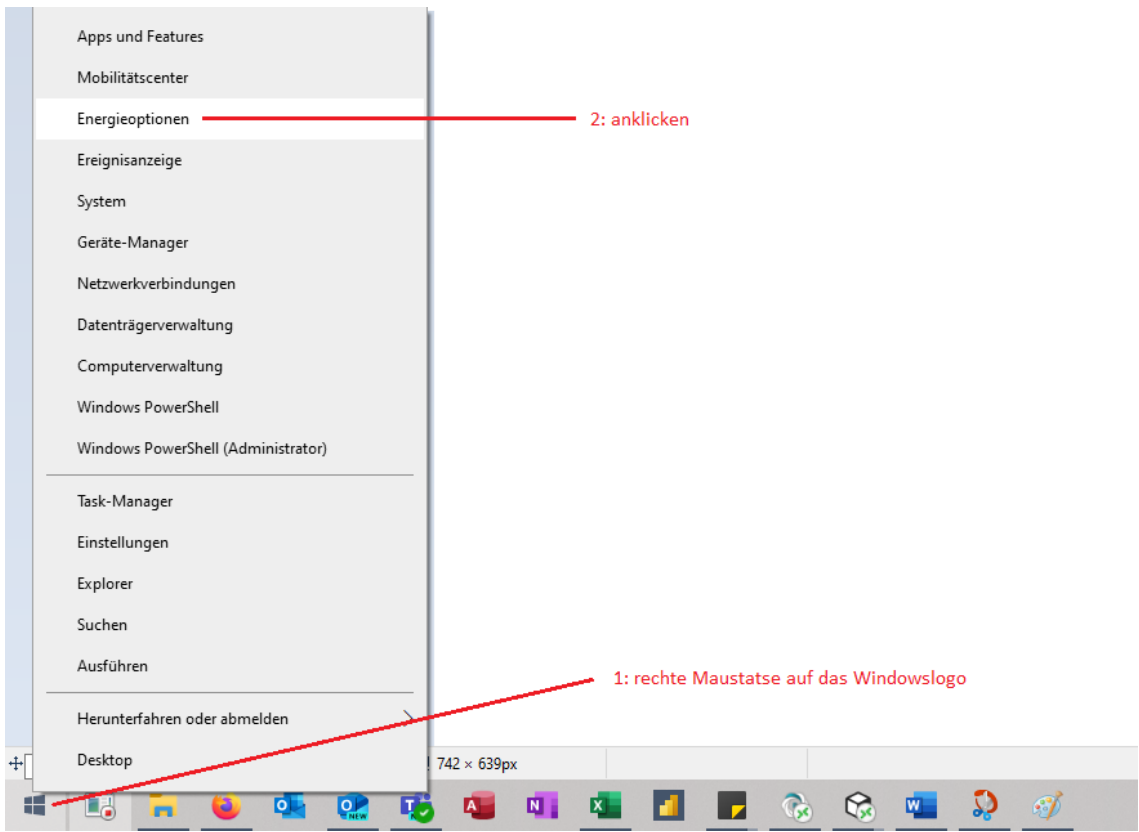 Apps und Features
Mobilitätscenter
Energieoptionen
2: anklicken
Ereignisanzeige
System
Geräte-Manager
Netzwerkverbindungen
Datenträgerverwaltung
Computerverwaltung
Windows PowerShell
Windows PowerShell (Administrator)
Task-Manager
Einstellungen
Explorer
Suchen
Ausführen
1: rechte Maustatse auf das Windowslogo
Herunterfahren oder abmelden
Desktop
742 × 639px
O
O
NEW
T
A
N
X
W